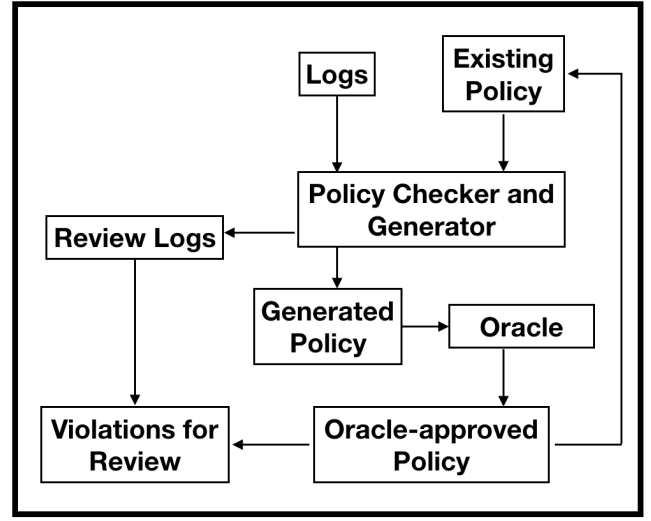 Logs
Existing
Policy
Policy Checker and
Generator
Review Logs
Generated
Policy
Oracle
Violations for
Review
Oracle-approved
Policy